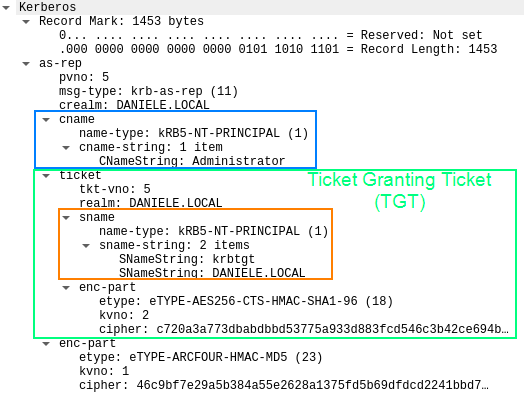 Kerberos
Record Mark: 1453 bytes
0... .... .... .... .... .... .... .... = Reserved: Not set
.000 0000 0000 0000 0000 0101 1010 1101 = Record Length: 1453
as-rep
pvno: 5
msg-type: krb-as-rep (11)
crealm: DANIELE.LOCAL
cname
name-type: kRB5-NT-PRINCIPAL (1)
cname-string: 1 item
CNameString: Administrator
ticket
Ticket Granting Ticket
(TGT)
tkt-vno: 5
realm: DANIELE.LOCAL
sname
name-type: kRB5-NT-PRINCIPAL (1)
sname-string: 2 items
SNameString: krbtgt
SNameString: DANIELE.LOCAL
enc-part
etype: eTYPE-AES256-CTS-HMAC-SHA1-96 (18)
kvno: 2
cipher: c720a3a773dbabdbbd53775a933d883fcd546c3b42ce694b…
enc-part
etype: eTYPE-ARCFOUR-HMAC-MD5 (23)
kvno: 1
cipher: 46c9bf7e29a5b384a55e2628a1375fd5b69dfdcd2241bbd7…